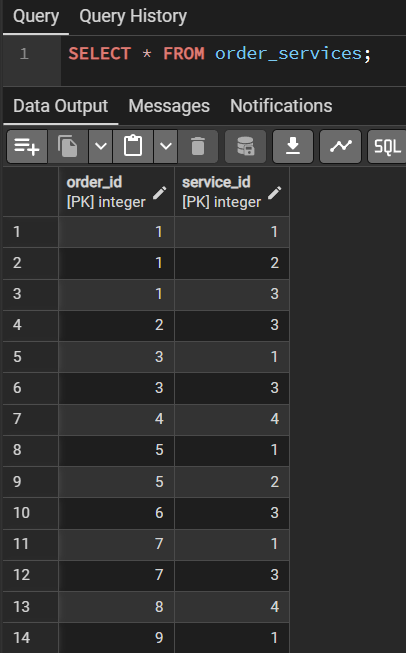 Query Query History
1 SELECT * FROM order_services;
Data Output Messages Notifications
SQL
order_id service_id
[PK] integer [PK] integer
1 1 1
2 1 2
3 1 3
4 2 3
5 3 1
6 3 3
7 4 4
8 5 1
9 5 2
10 6 3
11 7 1
12 7 3
13 8 4
14 9 1